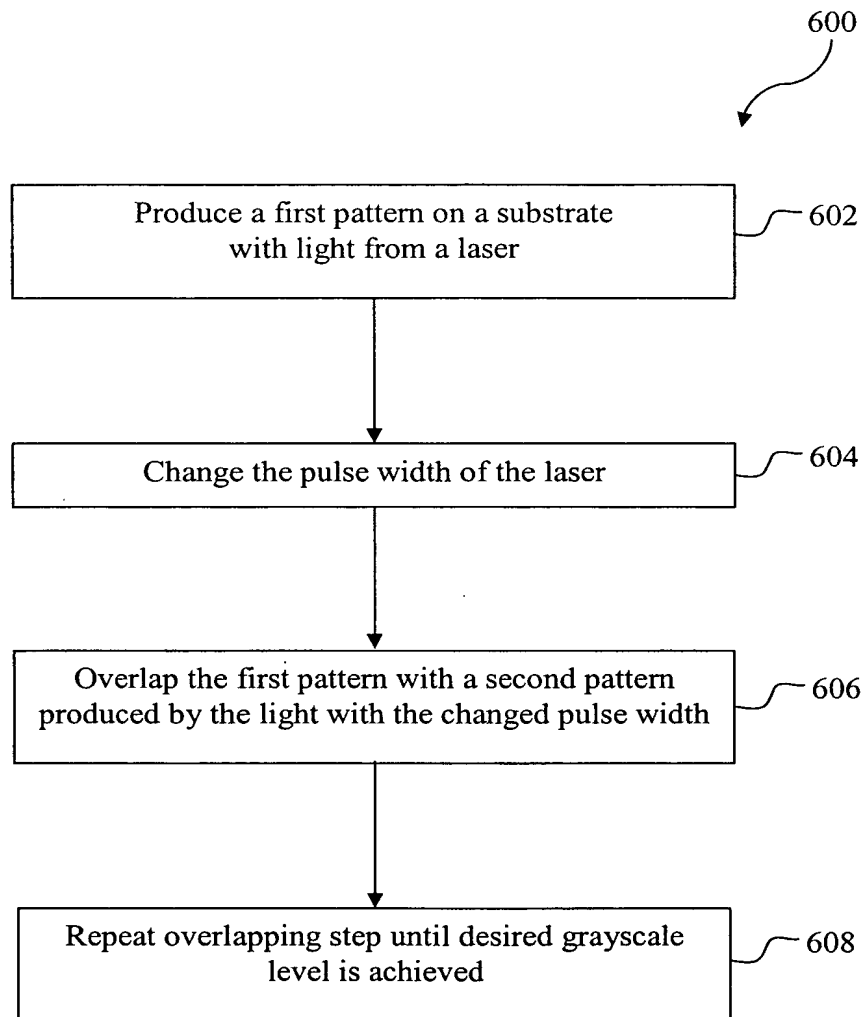 600
Produce a first pattern on a substrate
with light from a laser
602
Change the pulse width of the laser
604
Overlap the first pattern with a second pattern
produced by the light with the changed pulse width
606
Repeat overlapping step until desired grayscale
level is achieved
608